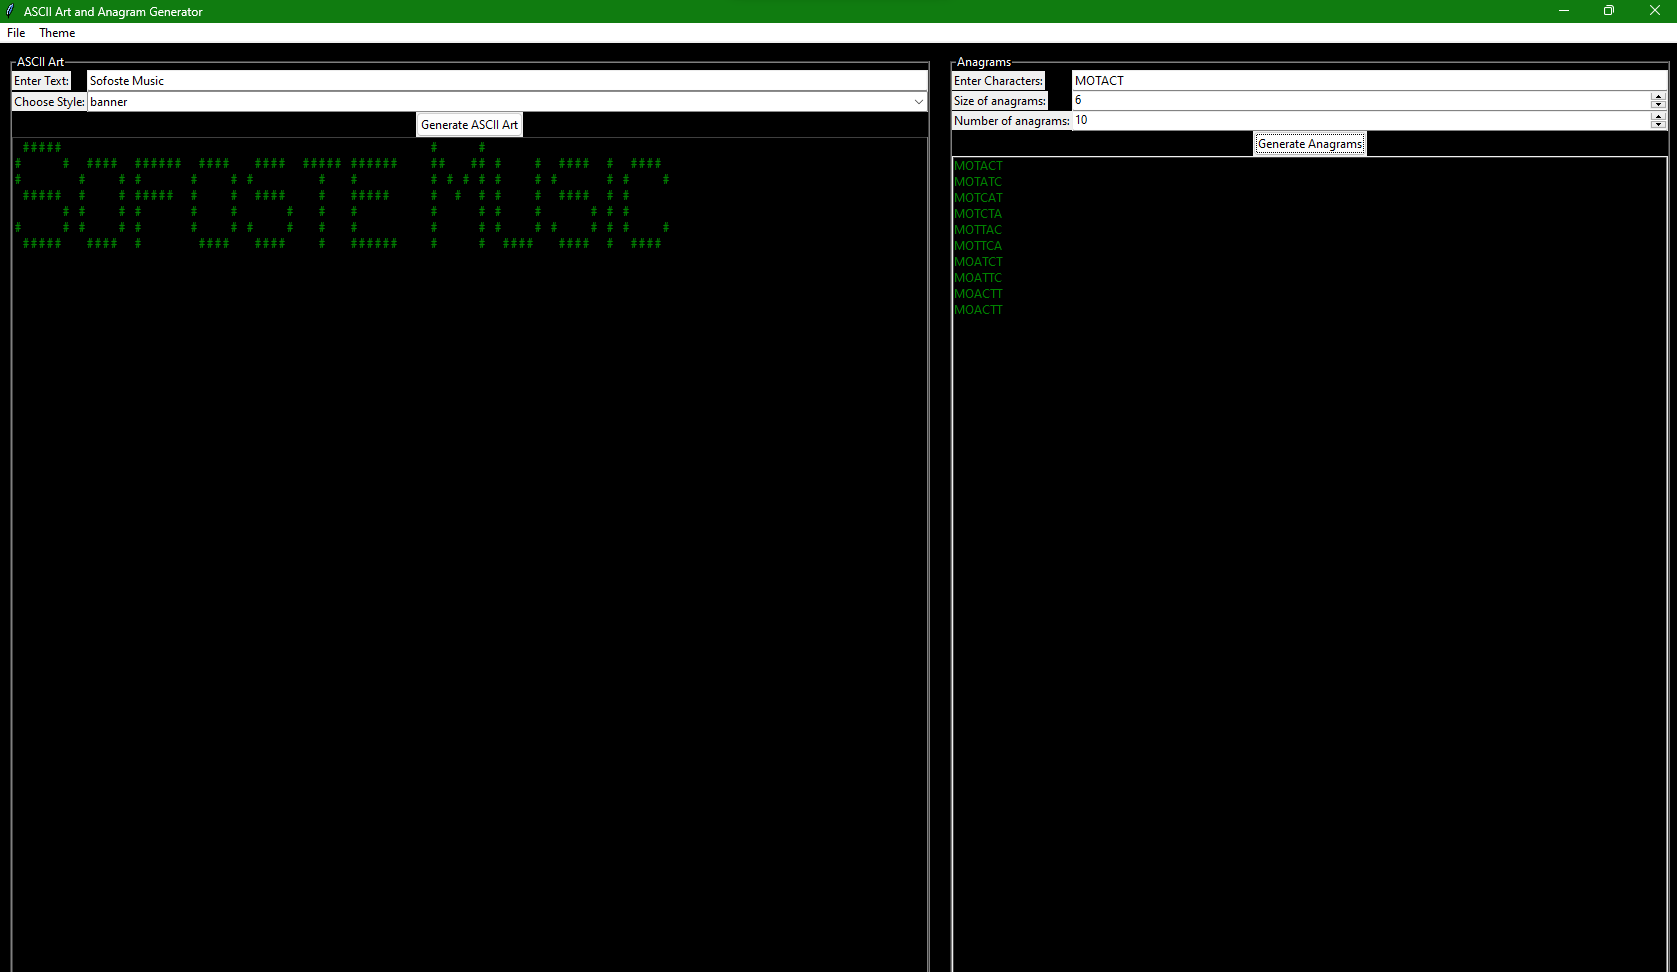 ASCII Art and Anagram Generator
File Theme
ASCII Art
Enter Text: Sofoste Music
Choose Style: banner
Generate ASCII Art
SOFOSTE MUSIC
Anagrams
Enter Characters: MOTACT
Size of anagrams: 6
Number of anagrams: 10
Generate Anagrams
MOTACT
MOTATC
MOTCAT
MOTCTA
MOTTAC
MOTTCA
MOATCT
MOATTC
MOACTT
MOACTT